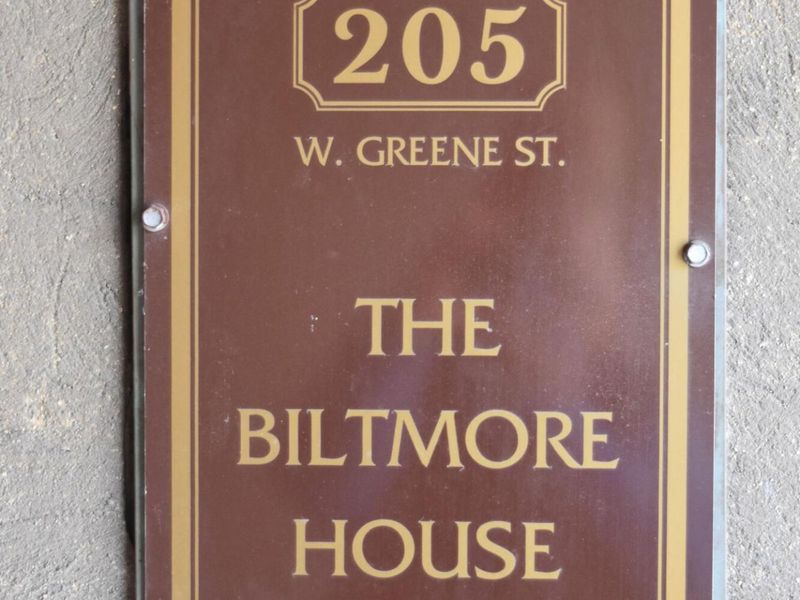 205
W. GREENE ST.
THE
BILTMORE
HOUSE